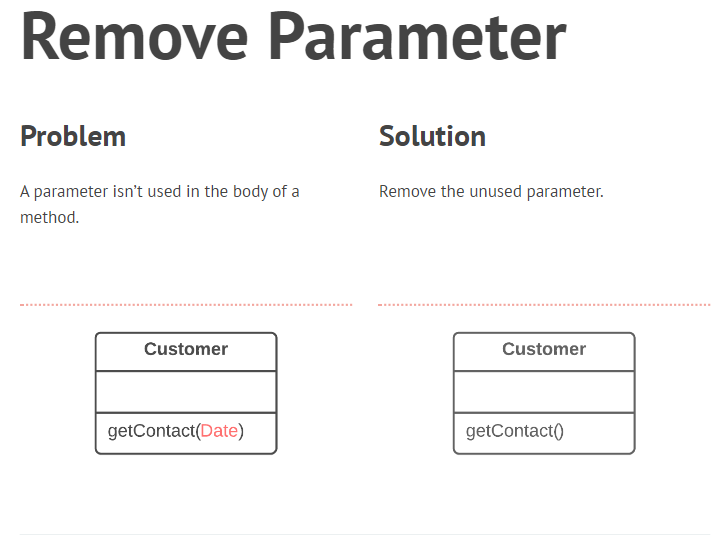 Remove Parameter
Problem
A parameter isn’t used in the body of a
method.
Solution
Remove the unused parameter.
Customer
getContact(Date)
Customer
getContact()